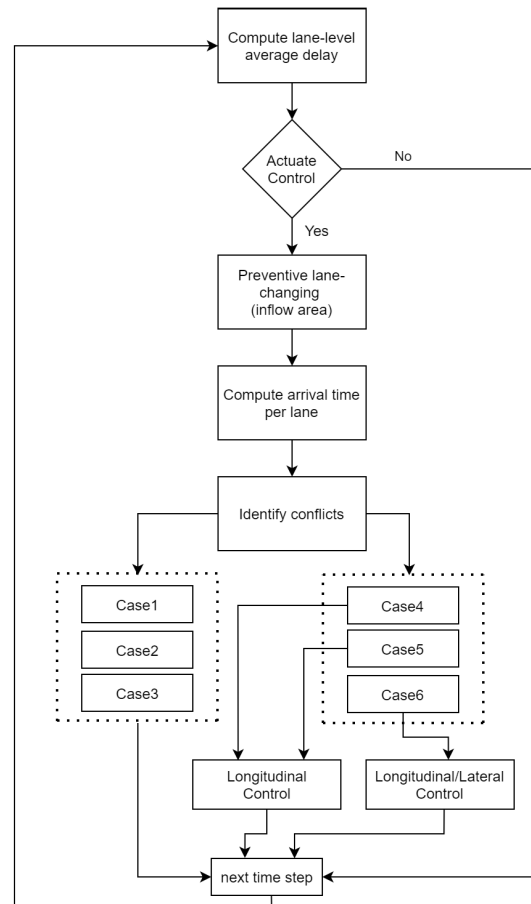 Compute lane-level
average delay
Actuate
Control
No
Yes
Preventive lane-
changing
(inflow area)
Compute arrival time
per lane
Identify conflicts
Case1
Case2
Case3
Case4
Case5
Case6
Longitudinal
Control
Longitudinal/Lateral
Control
next time step